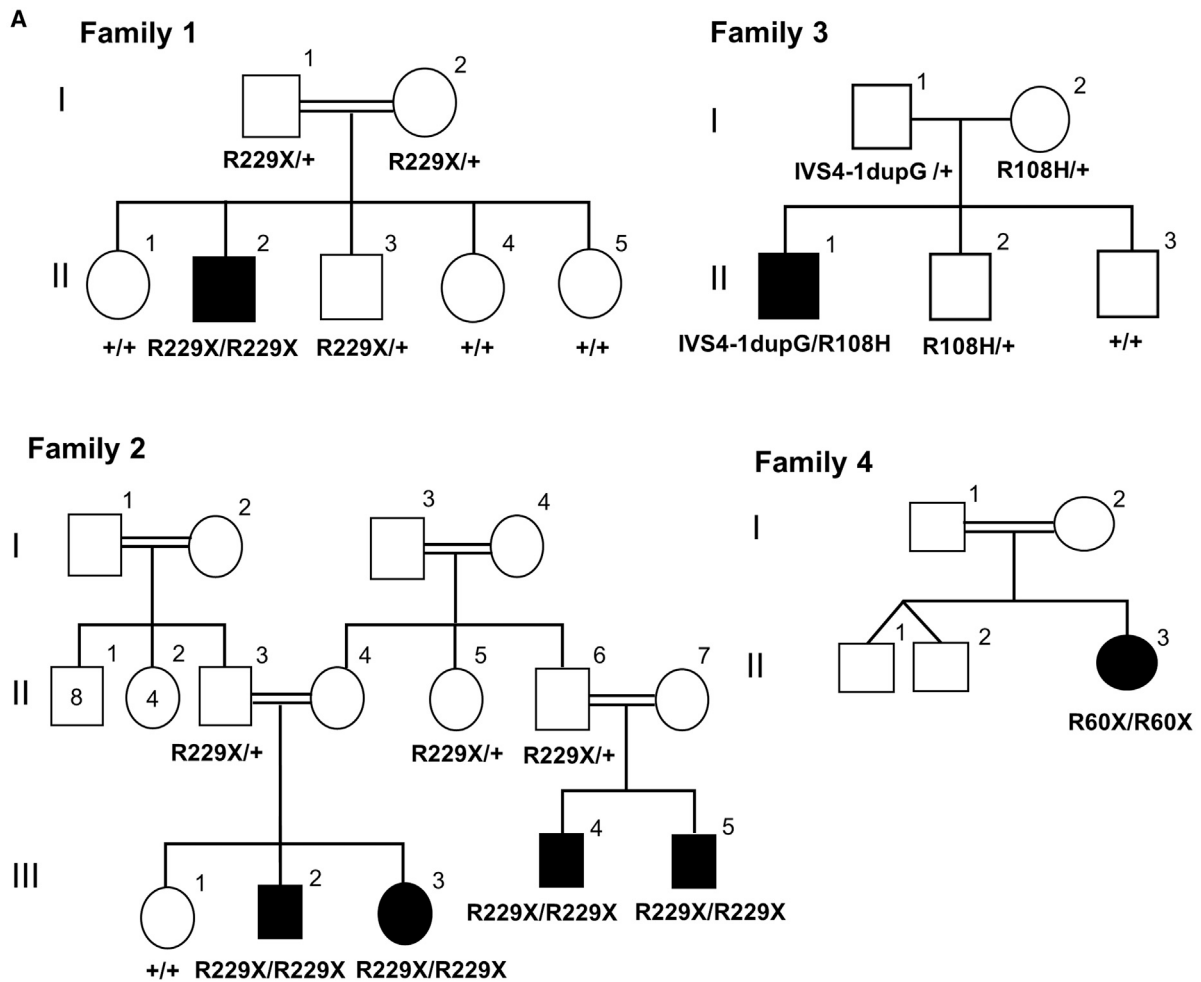 A
Family 1
1
2
I
R229X/+
R229X/+
1
2
3
4
5
II
+/+
R229X/R229X
R229X/+
+/+
+/+
Family 3
1
2
I
IVS4-1dupG /+
R108H/+
1
2
3
II
IVS4-1dupG/R108H
R108H/+
+/+
Family 2
1
2
3
4
I
1
2
3
4
5
6
7
II
8
4
R229X/+
R229X/+
R229X/+
4
5
R229X/R229X
R229X/R229X
III
1
2
3
+/+
R229X/R229X
R229X/R229X
Family 4
1
2
I
1
2
3
II
R60X/R60X